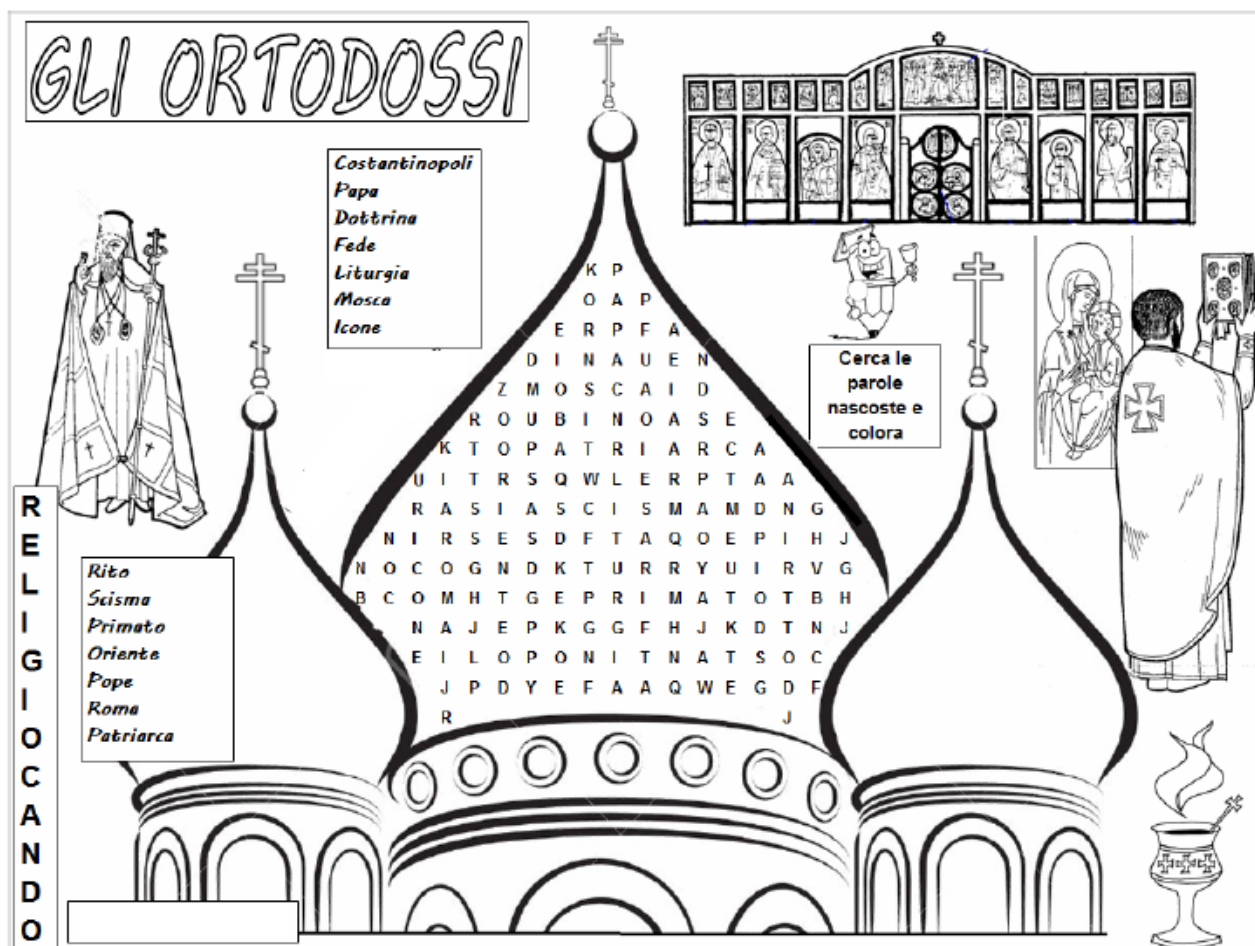 GLI ORTODOSSI
Costantinopoli
Papa
Dottrina
Fede
Liturgia
Mosca
Icone
K P
O A P
E R P F A
D I N A U E N
Z M O S C A I D
R O U B I N O A S E
K T O P A T R I A R C A
U I T R S Q W L E R P T A A
R A S I A S C I S M A M D N G
N I R S E S D F T A Q O E P I H J
N O C O G N D K T U R R Y U I R V G
B C O M H T G E P R I M A T O T B H
N A J E P K G G F H J K D T N J
E I L O P O N I T N A T S O C
J P D Y E F A A Q W E G D F
R J
Cerca le
parole
nascoste e
colora
Rito
Scisma
Primato
Oriente
Pope
Roma
Patriarca
RELIGIOCANDO